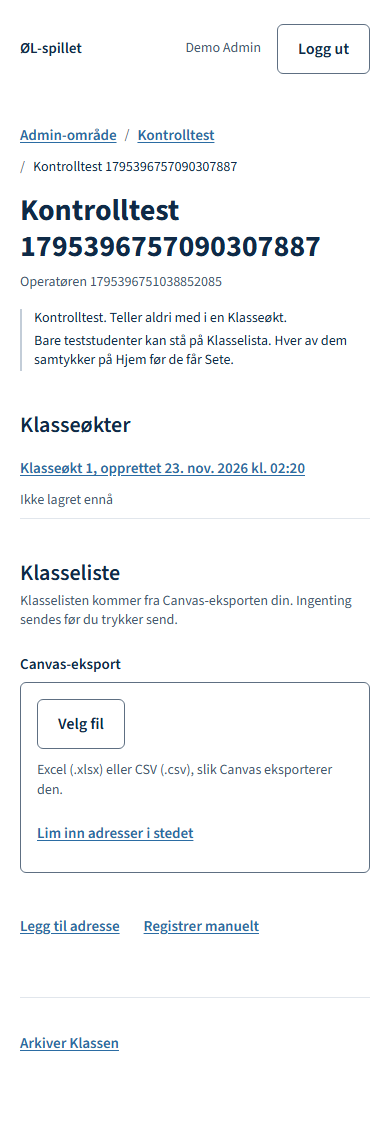 ØL-spillet
Demo Admin
Logg ut
Admin-område / Kontrolltest
/ Kontrolltest 1795396757090307887
Kontrolltest
1795396757090307887
Operatøren 1795396751038852085
Kontrolltest. Teller aldri med i en Klasseøkt.
Bare teststudenter kan stå på Klasselista. Hver av dem
samtykker på Hjem før de får Sete.
Klasseøkter
Klasseøkt 1, opprettet 23. nov. 2026 kl. 02:20
Ikke lagret ennå
Klasseliste
Klasselisten kommer fra Canvas-eksporten din. Ingenting
sendes før du trykker send.
Canvas-eksport
Velg fil
Excel (.xlsx) eller CSV (.csv), slik Canvas eksporterer
den.
Lim inn adresser i stedet
Legg til adresse
Registrer manuelt
Arkiver Klassen